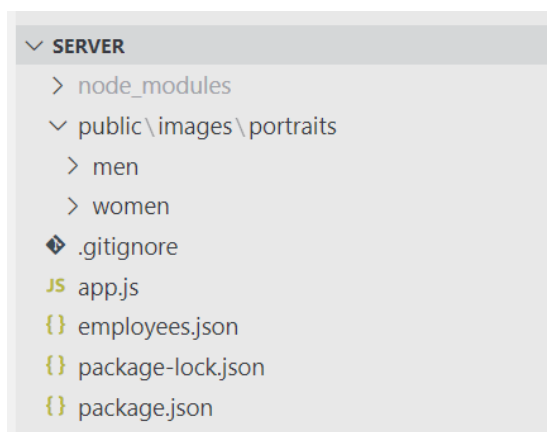 SERVER
node_modules
public\images\portraits
men
women
.gitignore
JS app.js
{} employees.json
{} package-lock.json
{} package.json